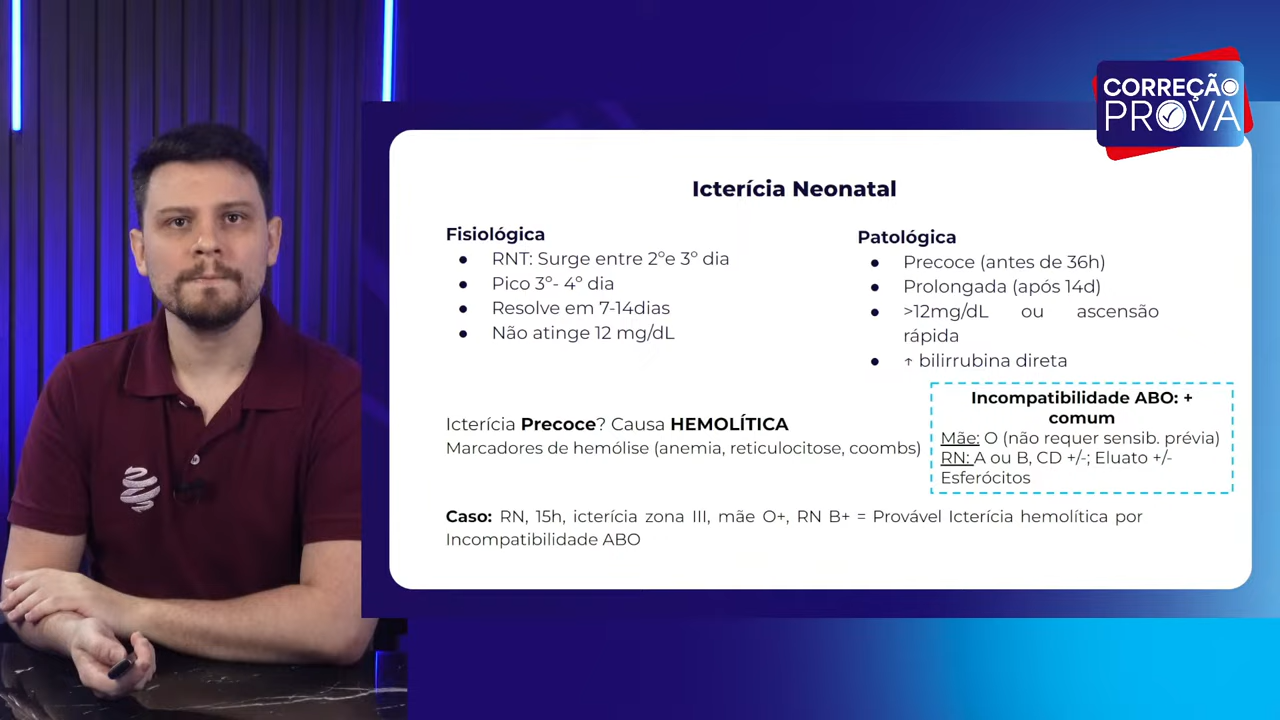 CORREÇÃO
PROVA
Icterícia Neonatal
Fisiológica
● RNT: Surge entre 2ºe 3º dia
● Pico 3º- 4º dia
● Resolve em 7-14dias
● Não atinge 12 mg/dL
Patológica
● Precoce (antes de 36h)
● Prolongada (após 14d)
● >12mg/dL ou ascensão
rápida
● ↑ bilirrubina direta
Icterícia Precoce? Causa HEMOLÍTICA
Marcadores de hemólise (anemia, reticulocitose, coombs)
Incompatibilidade ABO: +
comum
Mãe: O (não requer sensib. prévia)
RN: A ou B, CD +/-; Eluato +/-
Esferócitos
Caso: RN, 15h, icterícia zona III, mãe O+, RN B+ = Provável Icterícia hemolítica por
Incompatibilidade ABO